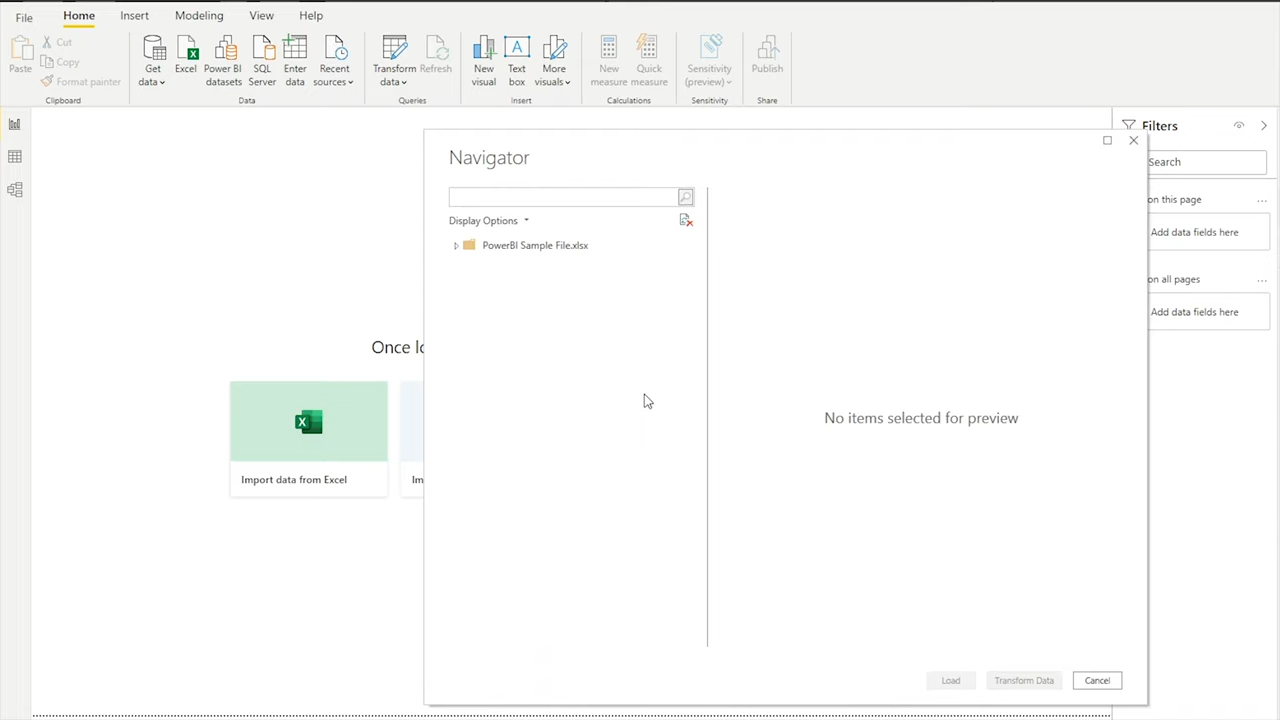 File Home Insert Modeling View Help
Paste
Cut
Copy
Format painter
Clipboard
Get data
Excel
Power BI datasets
SQL Server
Enter data
Recent sources
Data
Transform data
Refresh
Queries
New visual
Text box
More visuals
Insert
New measure
Quick measure
Calculations
Sensitivity (preview)
Sensitivity
Publish
Share
Filters
Search
on this page
...
Add data fields here
on all pages
...
Add data fields here
Navigator
Display Options
PowerBI Sample File.xlsx
No items selected for preview
Load
Transform Data
Cancel
Once lo
Import data from Excel
Im